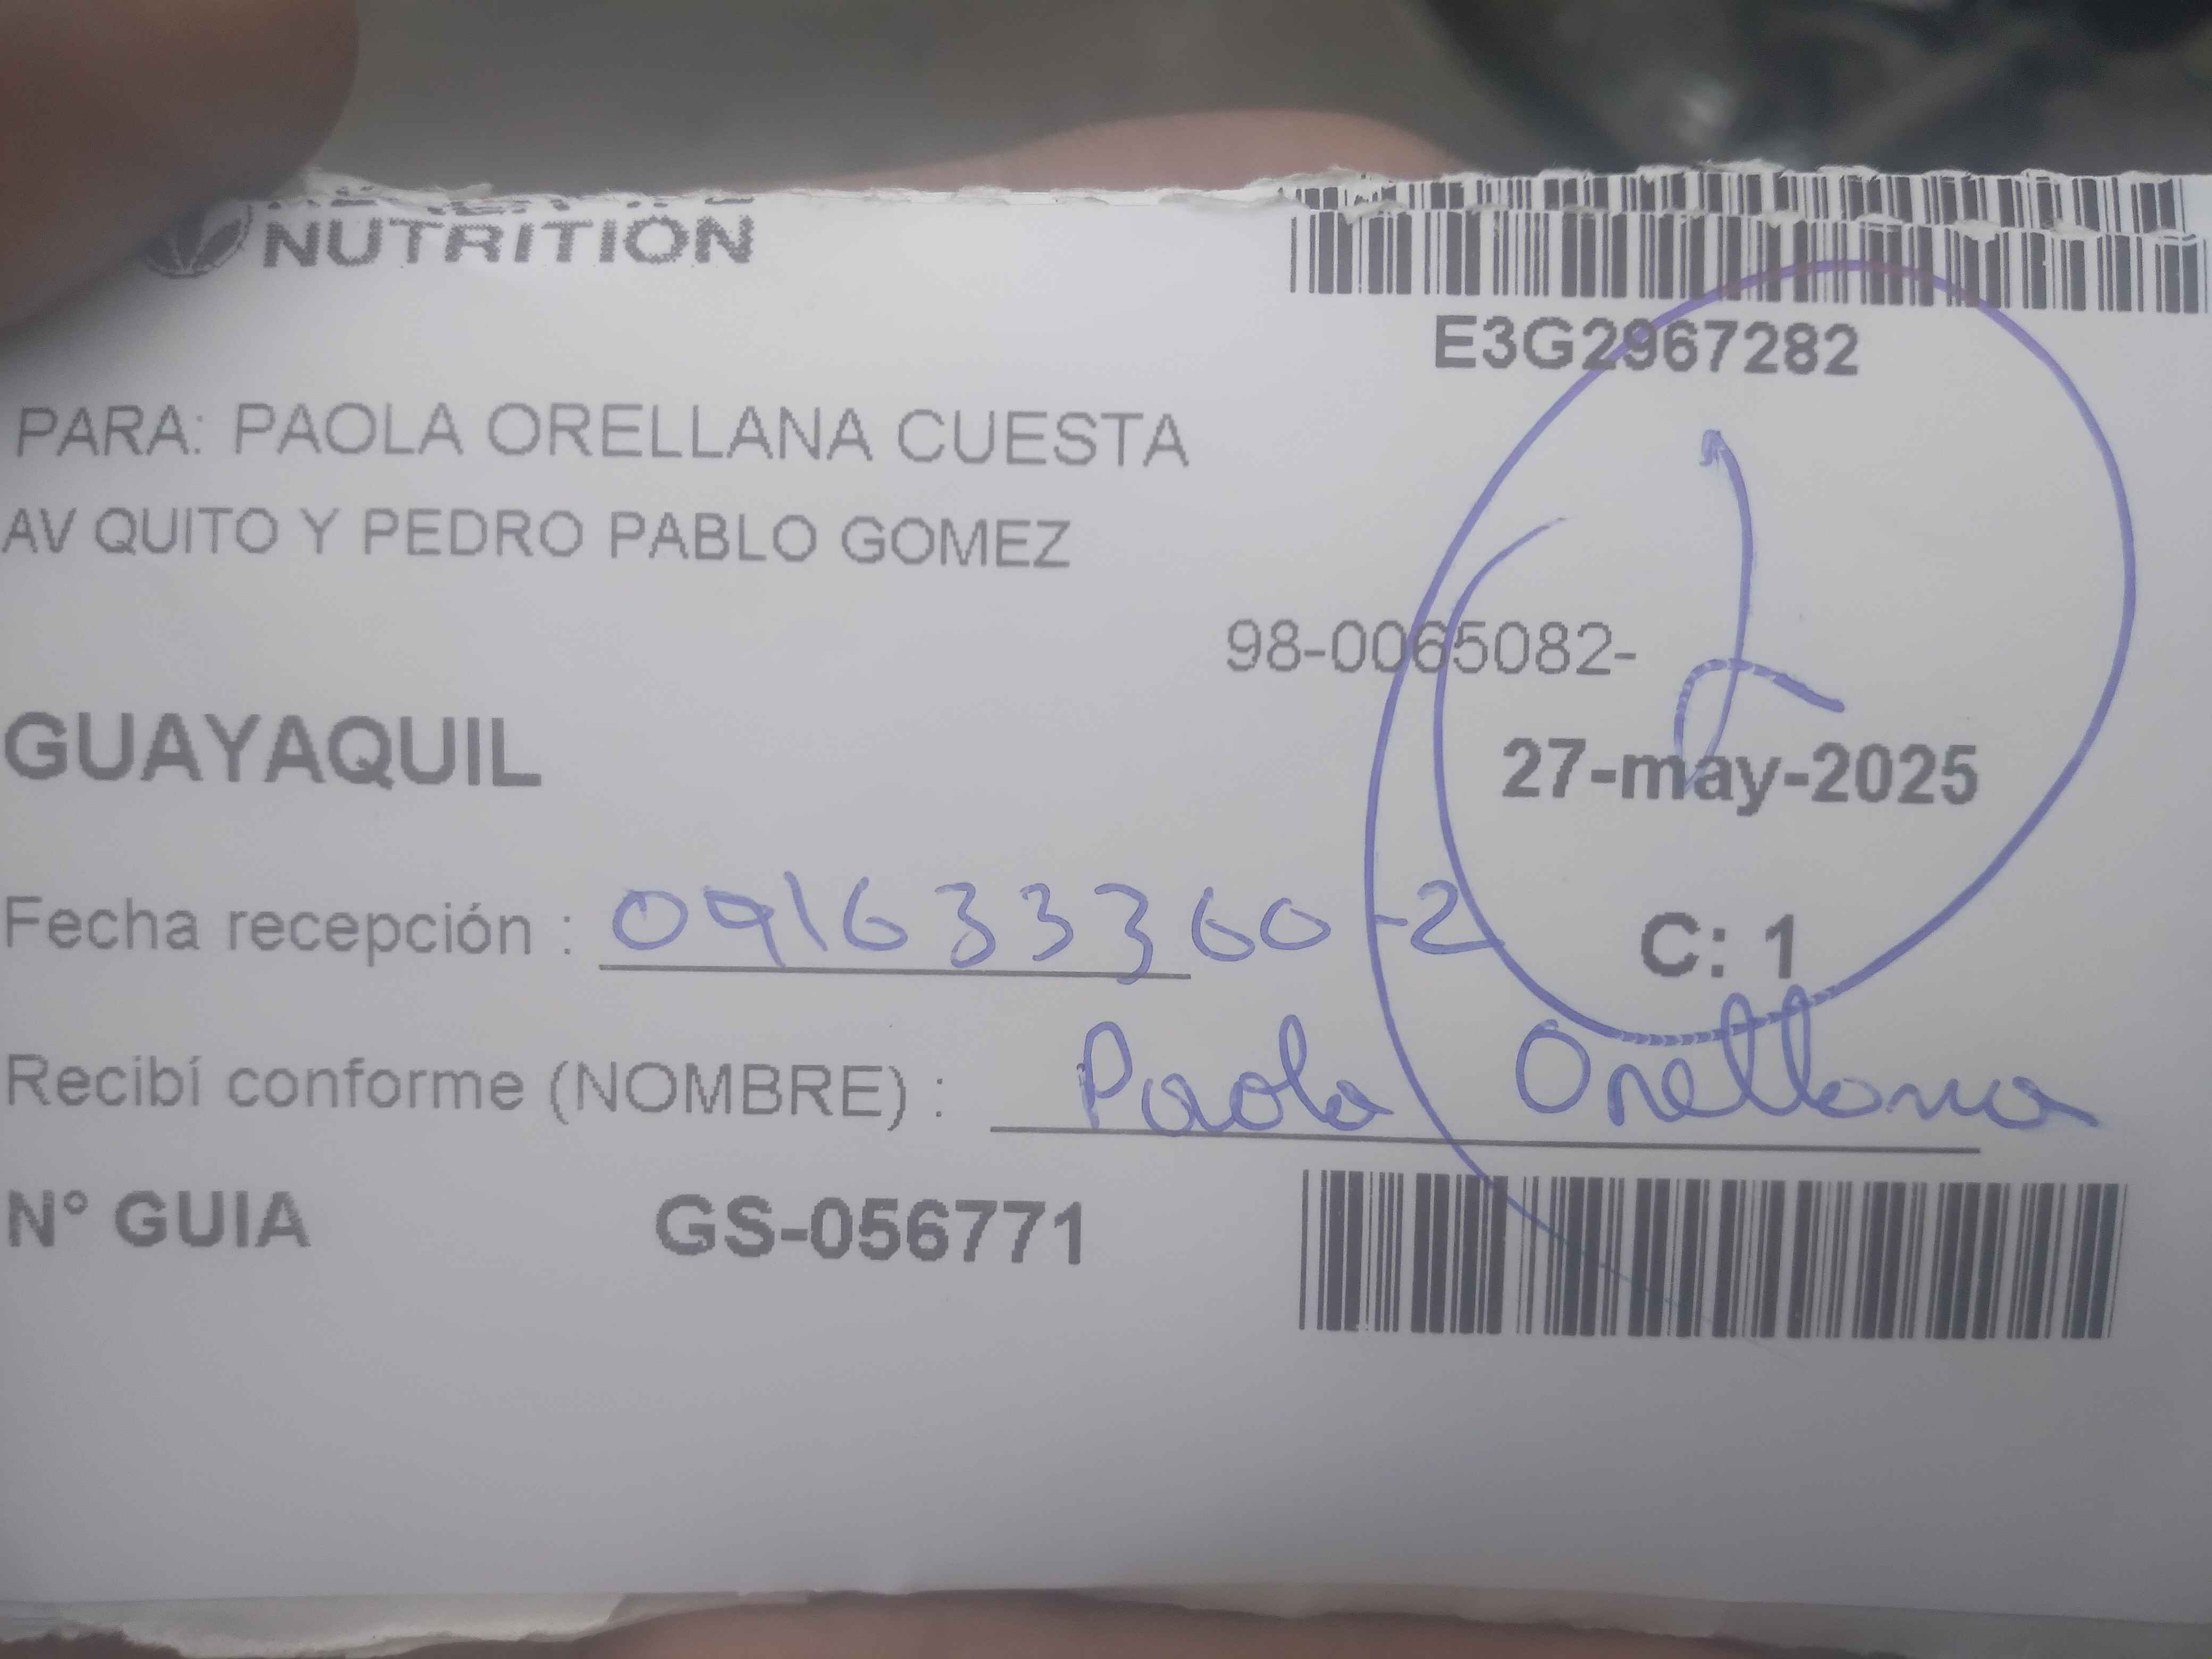 NUTRITION
E3G2967282
PARA: PAOLA ORELLANA CUESTA
AV QUITO Y PEDRO PABLO GOMEZ
98-0065082-
GUAYAQUIL
27-may-2025
Fecha recepción : 091633360-2
C: 1
Recibí conforme (NOMBRE) : Paola Orellana
N° GUIA GS-056771